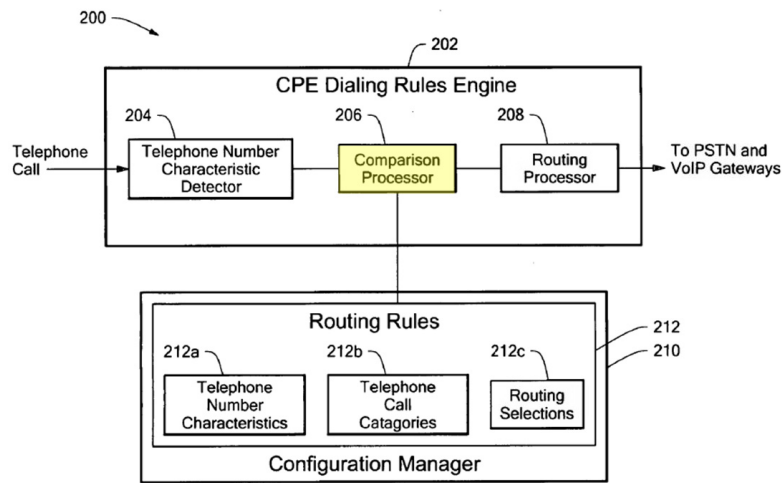 200
202
CPE Dialing Rules Engine
204
206
208
Telephone
Call
Telephone Number
Characteristic
Detector
Comparison
Processor
Routing
Processor
To PSTN and
VoIP Gateways
Routing Rules
212
210
212a
212b
212c
Telephone
Number
Characteristics
Telephone
Call
Catagories
Routing
Selections
Configuration Manager